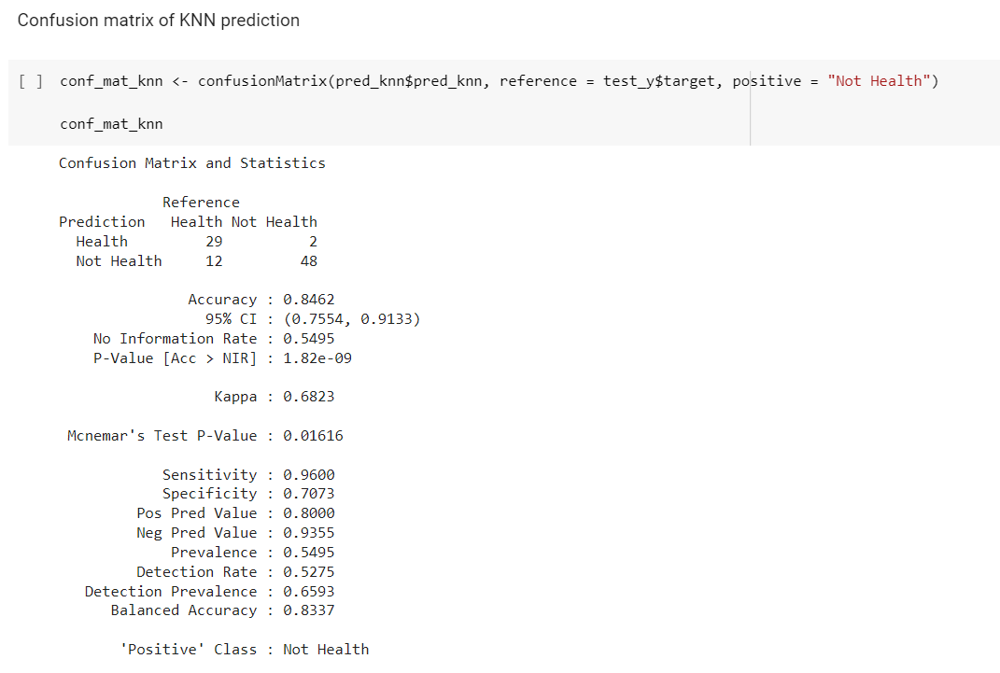 Confusion matrix of KNN prediction
[ ] conf_mat_knn <- confusionMatrix(pred_knn$pred_knn, reference = test_y$target, positive = "Not Health")
conf_mat_knn
Confusion Matrix and Statistics
Reference
Prediction Health Not Health
Health 29 2
Not Health 12 48
Accuracy : 0.8462
95% CI : (0.7554, 0.9133)
No Information Rate : 0.5495
P-Value [Acc > NIR] : 1.82e-09
Kappa : 0.6823
Mcnemar's Test P-Value : 0.01616
Sensitivity : 0.9600
Specificity : 0.7073
Pos Pred Value : 0.8000
Neg Pred Value : 0.9355
Prevalence : 0.5495
Detection Rate : 0.5275
Detection Prevalence : 0.6593
Balanced Accuracy : 0.8337
'Positive' Class : Not Health